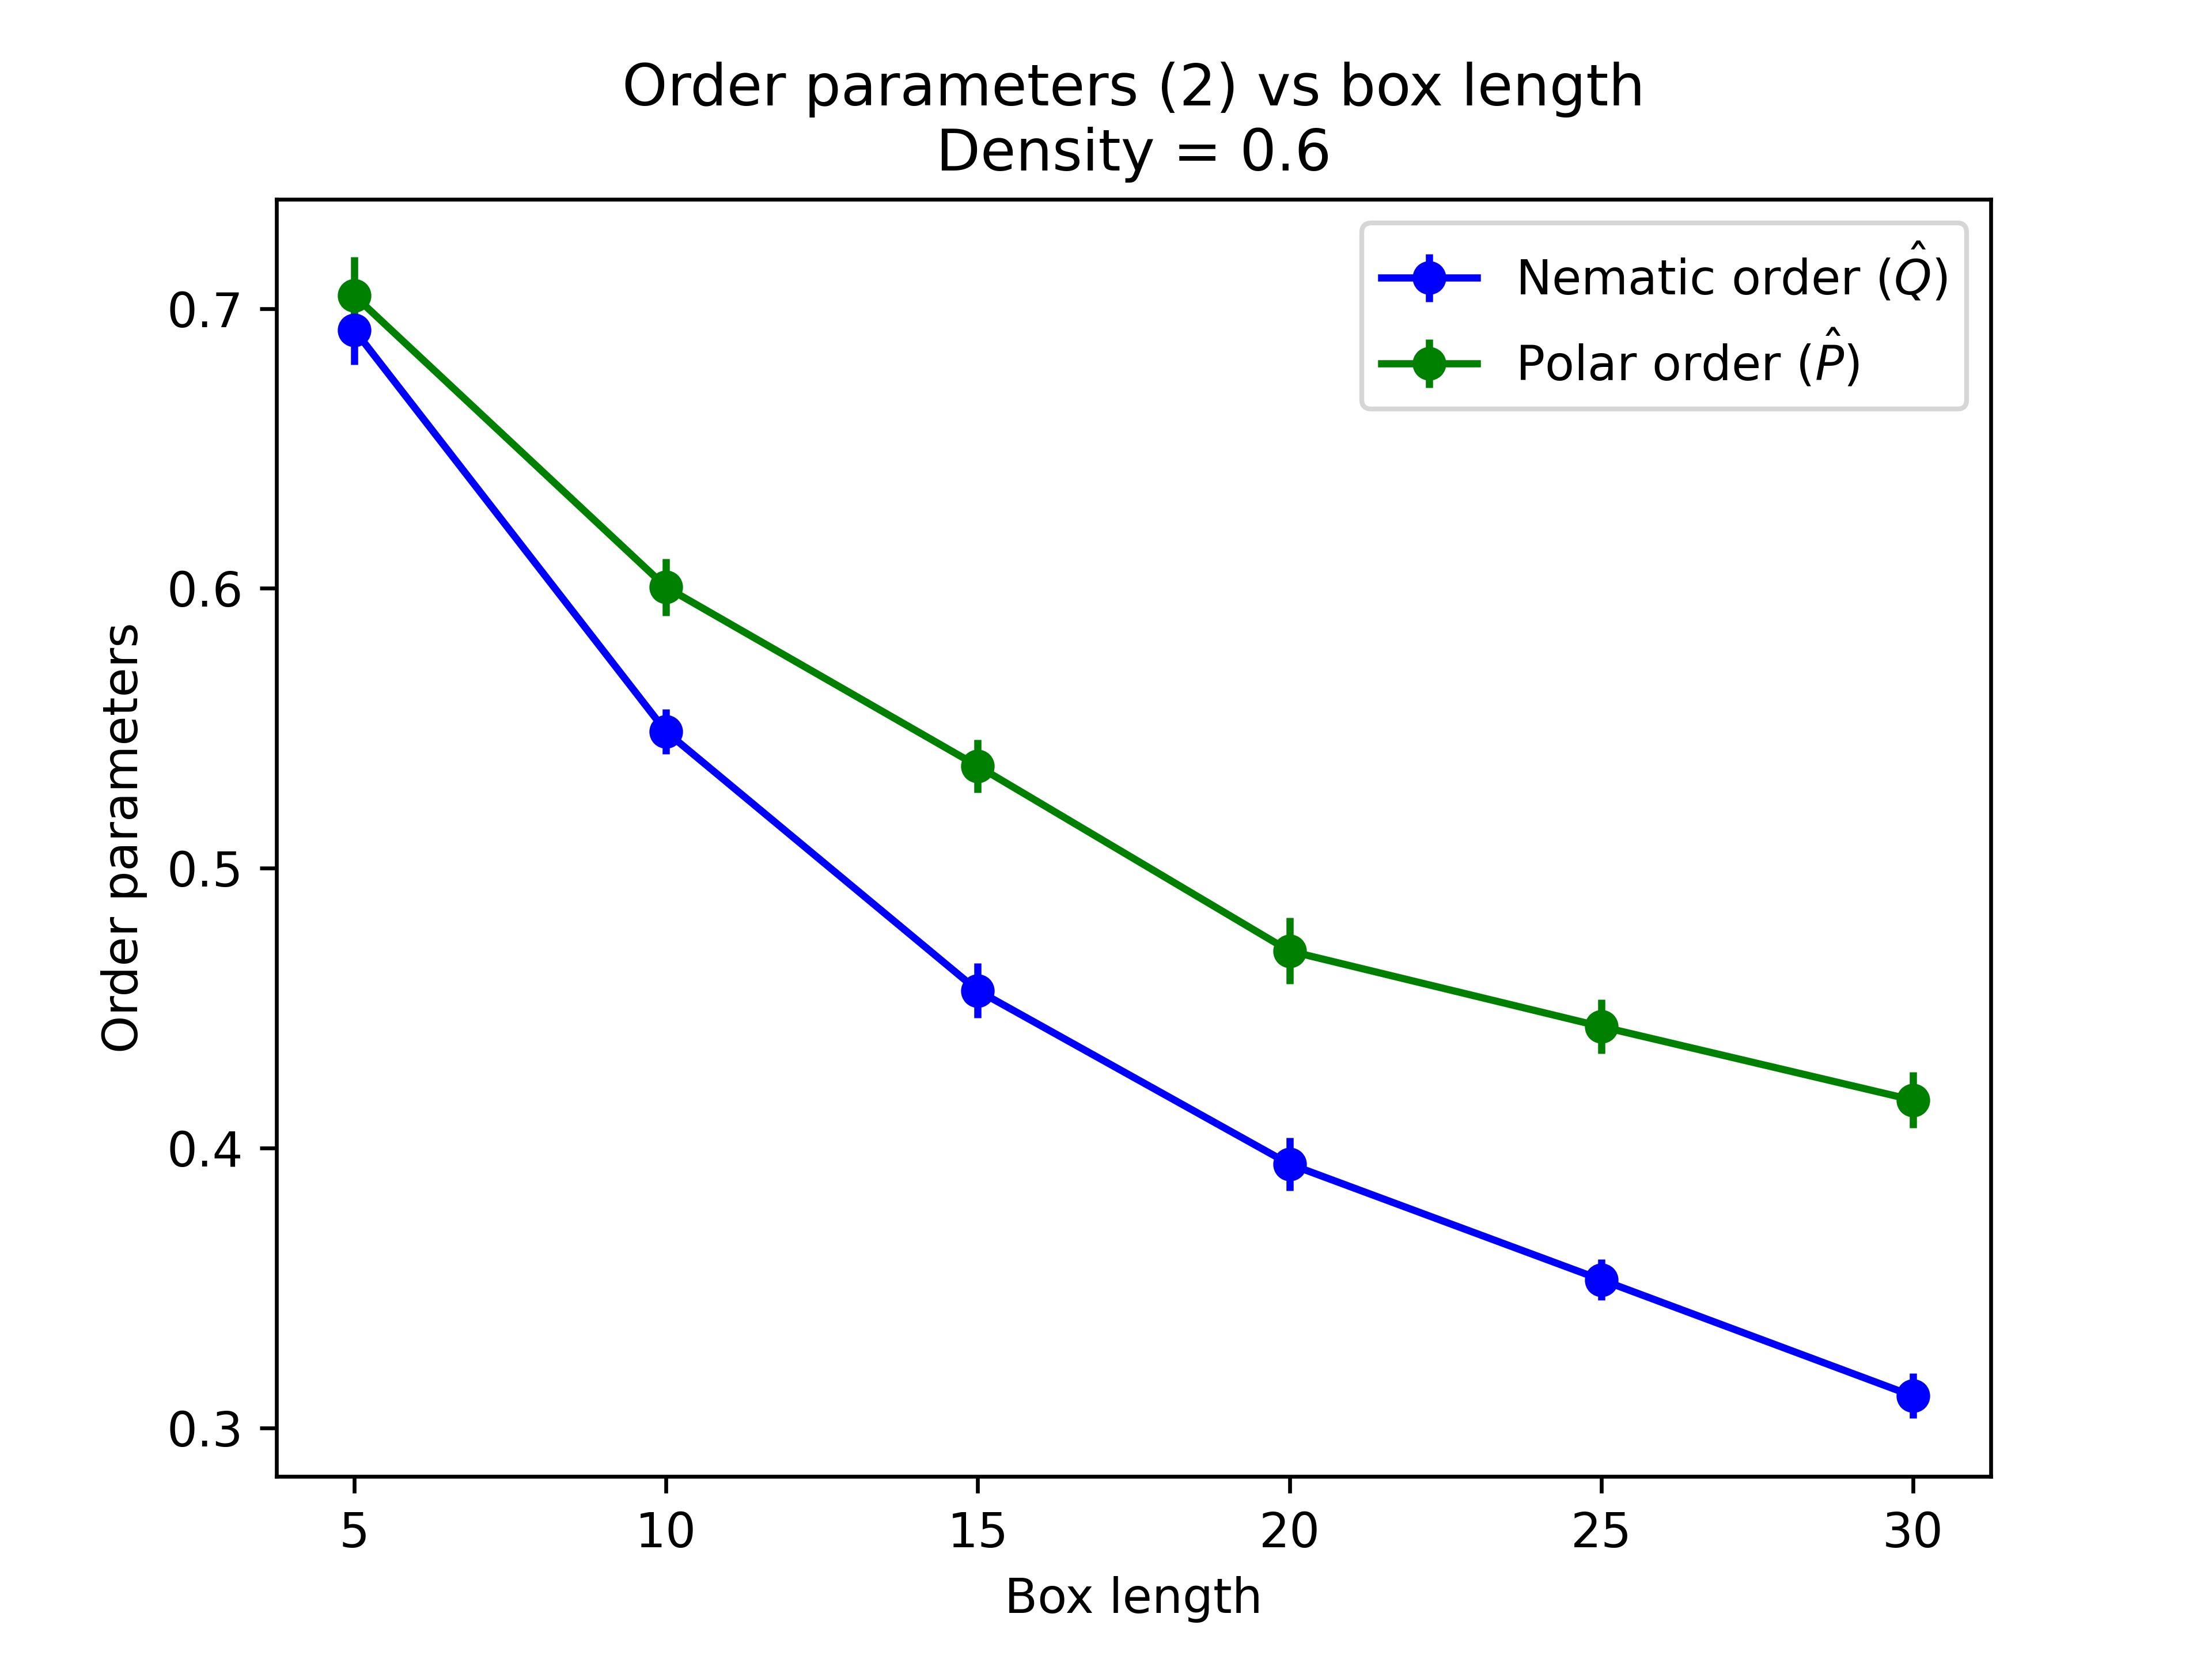 Order parameters (2) vs box length
Density = 0.6
Nematic order (Q̂)
Polar order (P̂)
0.7
0.6
0.5
0.4
0.3
Order parameters
5 10 15 20 25 30
Box length